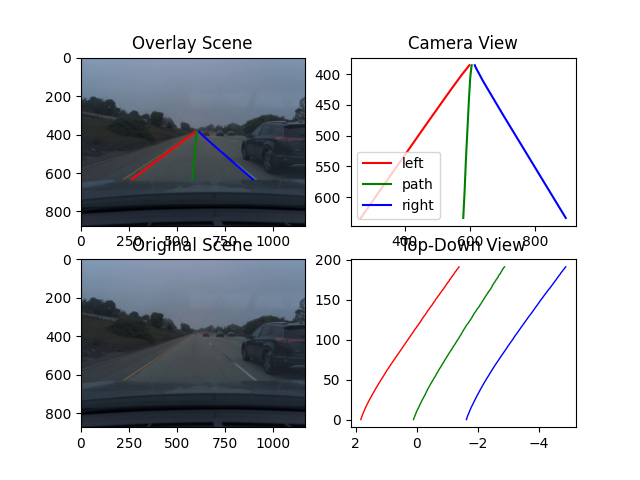 Overlay Scene
0
200
400
600
800
0 250 500 750 1000
Camera View
400
450
500
550
600
left
path
right
400 600 800
Original Scene
0
200
400
600
800
0 250 500 750 1000
Top-Down View
200
150
100
50
0
2 0 −2 −4